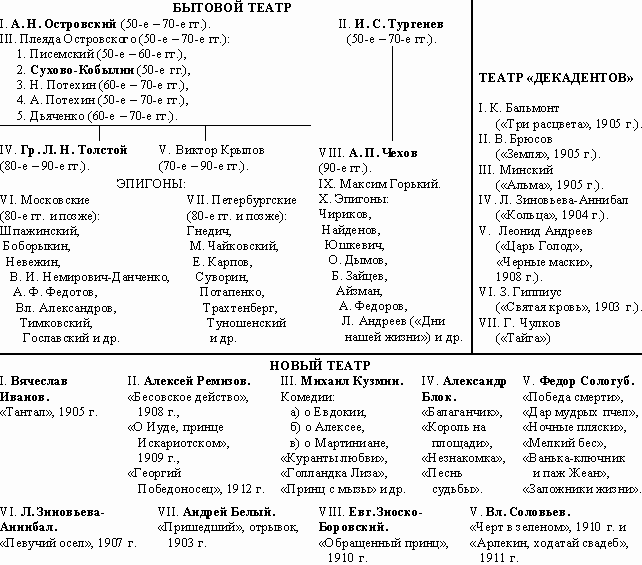 БЫТОВОЙ ТЕАТР
I. А. Н. Островский (50-е – 70-е гг.).
III. Плеяда Островского (50-е – 70-е гг.):
1. Писемский (50-е – 60-е гг.),
2. Сухово-Кобылин (50-е гг.),
3. Н. Потехин (60-е – 70-е гг.),
4. А. Потехин (50-е – 70-е гг.),
5. Дьяченко (60-е – 70-е гг.).
II. И. С. Тургенев
(50-е – 70-е гг.).
IV. Гр. Л. Н. Толстой
(80-е – 90-е гг.).
V. Виктор Крылов
(70-е – 90-е гг.).
ЭПИГОНЫ:
VI. Московские
(80-е гг. и позже):
Шпажинский,
Боборыкин,
Невежин,
В. И. Немирович-Данченко,
А. Ф. Федотов,
Вл. Александров,
Тимковский,
Гославский и др.
VII. Петербургские
(80-е гг. и позже):
Гнедич,
М. Чайковский,
Е. Карпов,
Суворин,
Потапенко,
Трахтенберг,
Туношенский
и др.
VIII. А. П. Чехов
(90-е гг.).
IX. Максим Горький.
X. Эпигоны:
Чириков,
Найденов,
Юшкевич,
О. Дымов,
Б. Зайцев,
Айзман,
А. Федоров,
Л. Андреев («Дни
нашей жизни») и др.
ТЕАТР «ДЕКАДЕНТОВ»
I. К. Бальмонт
(«Три расцвета», 1905 г.).
II. В. Брюсов
(«Земля», 1905 г.).
III. Минский
(«Альма», 1905 г.).
IV. Л. Зиновьева-Аннибал
(«Кольца», 1904 г.).
V. Леонид Андреев
(«Царь Голод»,
«Черные маски»,
1908 г.).
VI. З. Гиппиус
(«Святая кровь», 1903 г.).
VII. Г. Чулков
(«Тайга»)
НОВЫЙ ТЕАТР
I. Вячеслав
Иванов.
«Тантал», 1905 г.
II. Алексей Ремизов.
«Бесовское действо»,
1908 г.,
«О Иуде, принце
Искариотском»,
1909 г.,
«Георгий
Победоносец», 1912 г.
III. Михаил Кузмин.
Комедии:
а) о Евдокии,
б) о Алексее,
в) о Мартиниане,
«Куранты любви»,
«Голландка Лиза»,
«Принц с мызы» и др.
IV. Александр
Блок.
«Балаганчик»,
«Король на
площади»,
«Незнакомка»,
«Песнь
судьбы».
V. Федор Сологуб.
«Победа смерти»,
«Дар мудрых пчел»,
«Ночные пляски»,
«Мелкий бес»,
«Ванька-ключник
и паж Жеан»,
«Заложники жизни».
VI. Л.Зиновьева-
Аннибал.
«Певучий осел», 1907 г.
VII. Андрей Белый.
«Пришедший», отрывок,
1903 г.
VIII. Евг.Зноско-
Боровский.
«Обращенный принц»,
1910 г.
V. Вл. Соловьев.
«Черт в зеленом», 1910 г. и
«Арлекин, ходатай свадеб»,
1911 г.